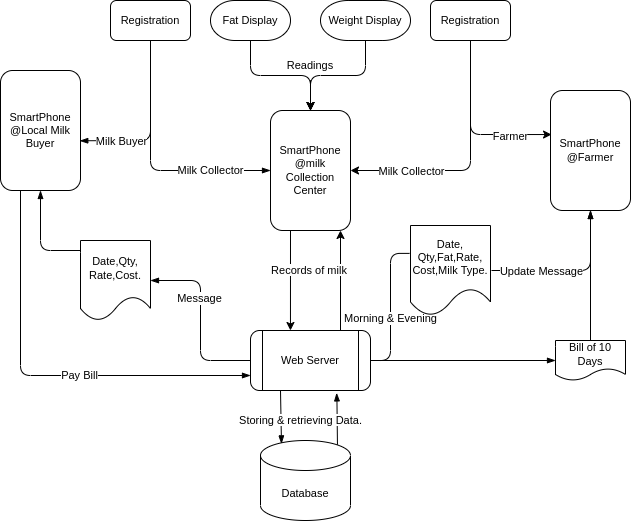 Registration
Fat Display
Weight Display
Registration
Readings
SmartPhone
@Local Milk
Buyer
Milk Buyer
SmartPhone
@milk
Collection
Center
Farmer
SmartPhone
@Farmer
Milk Collector
Milk Collector
Date,Qty,
Rate,Cost.
Message
Records of milk
Date,
Qty,Fat,Rate,
Cost,Milk Type.
Update Message
Morning & Evening
Web Server
Bill of 10
Days
Pay Bill
Storing & retrieving Data.
Database